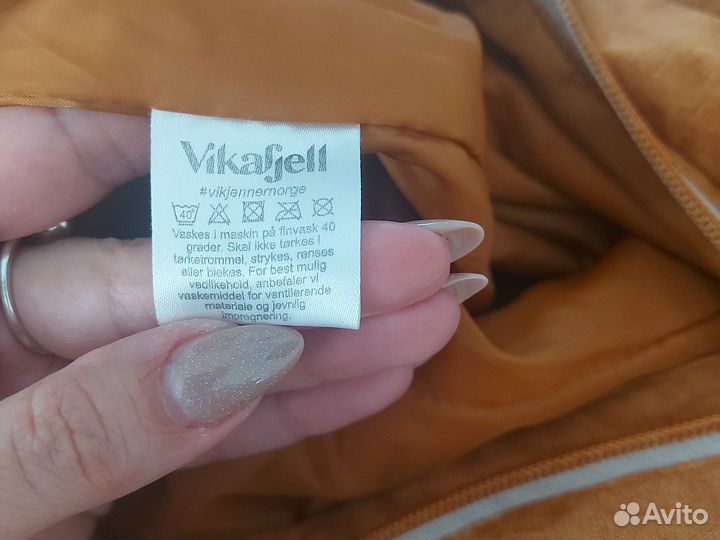 Vikafjell
#vikjennernorge
40°
Vaskes i maskin på finvask 40
grader. Skal ikke tørkes i
tørketrommel, strykes, renses
eller blekes. For best mulig
vedlikehold, anbefaler vi
vaskemiddel for ventilerende
materiale og jevnlig
impregnering.
Avito